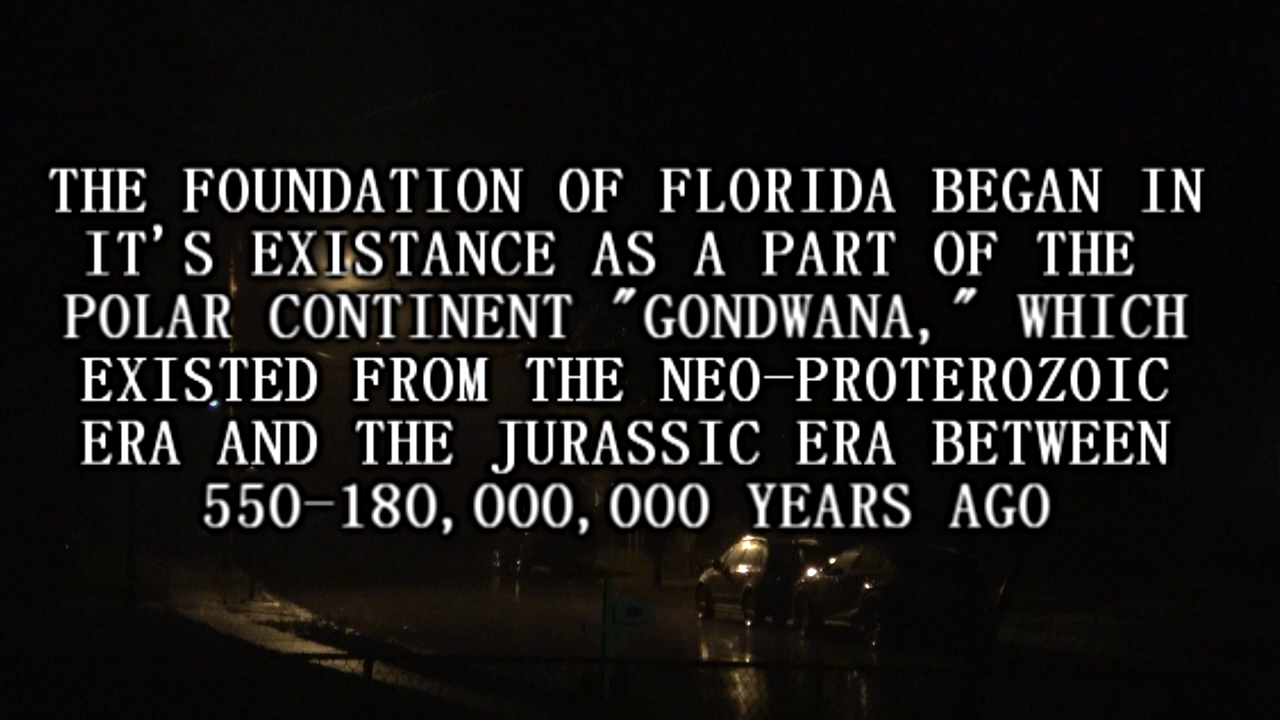 THE FOUNDATION OF FLORIDA BEGAN IN
IT'S EXISTANCE AS A PART OF THE
POLAR CONTINENT "GONDWANA," WHICH
EXISTED FROM THE NEO-PROTEROZOIC
ERA AND THE JURASSIC ERA BETWEEN
550-180,000,000 YEARS AGO